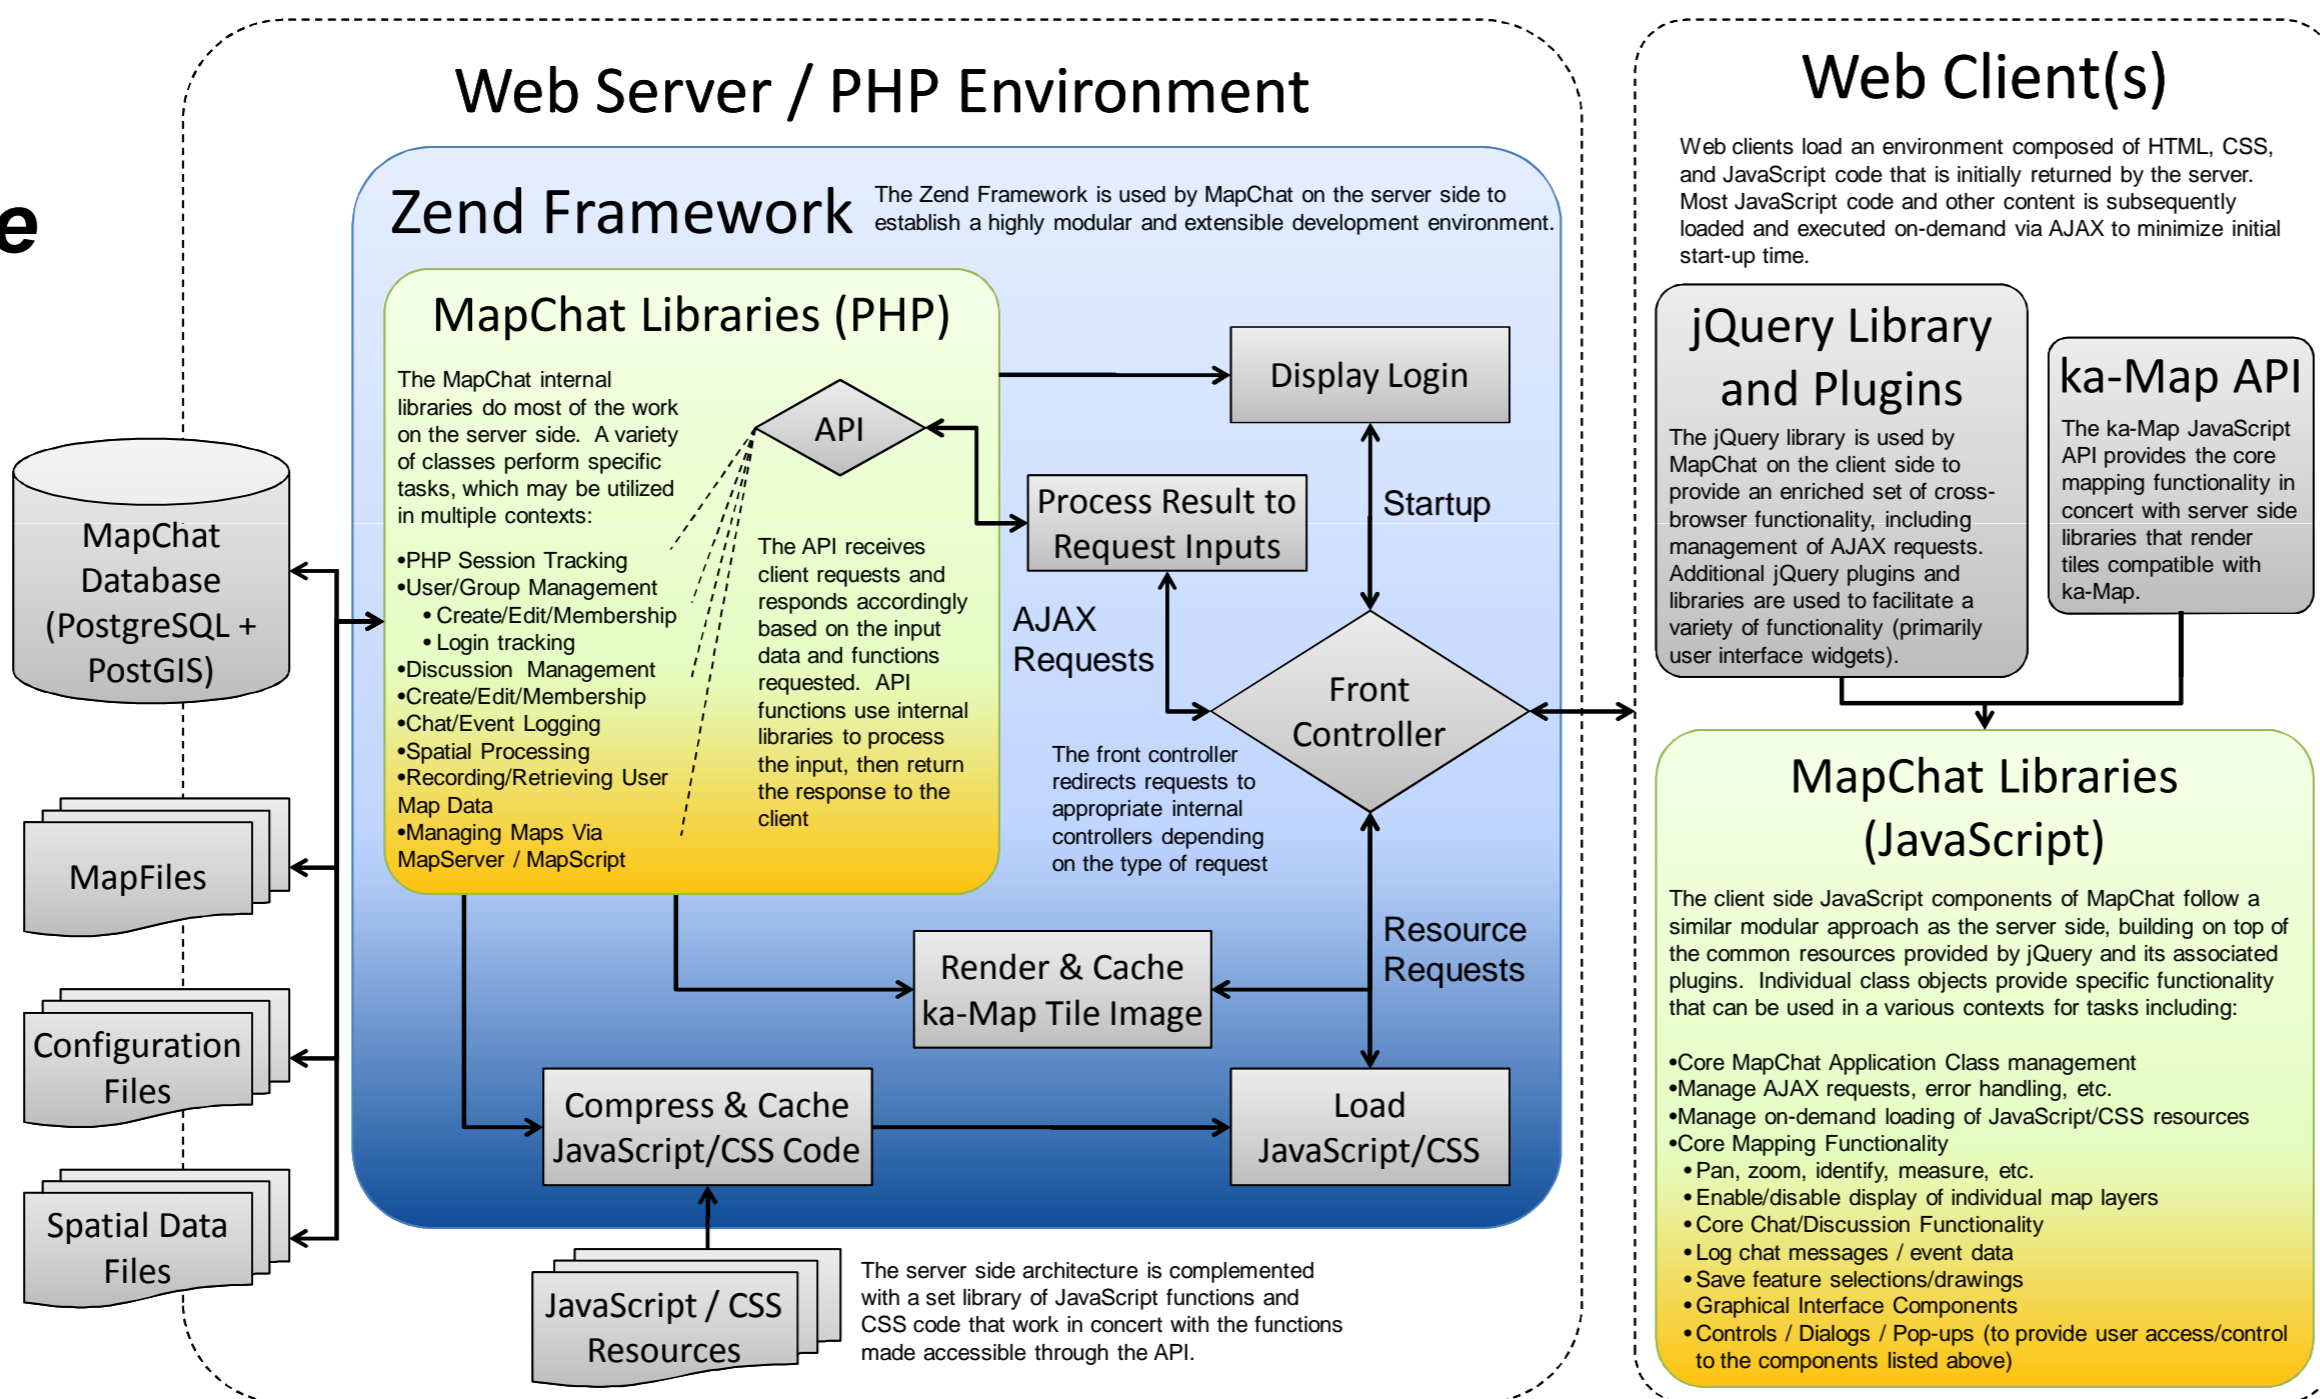 e
Web Server / PHP Environment
Zend Framework
The Zend Framework is used by MapChat on the server side to
establish a highly modular and extensible development environment.
MapChat Libraries (PHP)
The MapChat internal
libraries do most of the work
on the server side.  A variety
of classes perform specific
tasks, which may be utilized
in multiple contexts:
•PHP Session Tracking
•User/Group Management
• Create/Edit/Membership
• Login tracking
•Discussion Management
•Create/Edit/Membership
•Chat/Event Logging
•Spatial Processing
•Recording/Retrieving User
Map Data
•Managing Maps Via
MapServer / MapScript
API
The API receives
client requests and
responds accordingly
based on the input
data and functions
requested.  API
functions use internal
libraries to process
the input, then return
the response to the
client
Display Login
Process Result to
Request Inputs
Startup
AJAX
Requests
Front
Controller
The front controller
redirects requests to
appropriate internal
controllers depending
on the type of request
Resource
Requests
Render & Cache
ka-Map Tile Image
Compress & Cache
JavaScript/CSS Code
Load
JavaScript/CSS
JavaScript / CSS
Resources
The server side architecture is complemented
with a set library of JavaScript functions and
CSS code that work in concert with the functions
made accessible through the API.
MapChat
Database
(PostgreSQL +
PostGIS)
MapFiles
Configuration
Files
Spatial Data
Files
Web Client(s)
Web clients load an environment composed of HTML, CSS,
and JavaScript code that is initially returned by the server.
Most JavaScript code and other content is subsequently
loaded and executed on-demand via AJAX to minimize initial
start-up time.
jQuery Library
and Plugins
The jQuery library is used by
MapChat on the client side to
provide an enriched set of cross-
browser functionality, including
management of AJAX requests.
Additional jQuery plugins and
libraries are used to facilitate a
variety of functionality (primarily
user interface widgets).
ka-Map API
The ka-Map JavaScript
API provides the core
mapping functionality in
concert with server side
libraries that render
tiles compatible with
ka-Map.
MapChat Libraries
(JavaScript)
The client side JavaScript components of MapChat follow a
similar modular approach as the server side, building on top of
the common resources provided by jQuery and its associated
plugins.  Individual class objects provide specific functionality
that can be used in a various contexts for tasks including:
•Core MapChat Application Class management
•Manage AJAX requests, error handling, etc.
•Manage on-demand loading of JavaScript/CSS resources
•Core Mapping Functionality
• Pan, zoom, identify, measure, etc.
• Enable/disable display of individual map layers
• Core Chat/Discussion Functionality
• Log chat messages / event data
• Save feature selections/drawings
• Graphical Interface Components
• Controls / Dialogs / Pop-ups (to provide user access/control
to the components listed above)